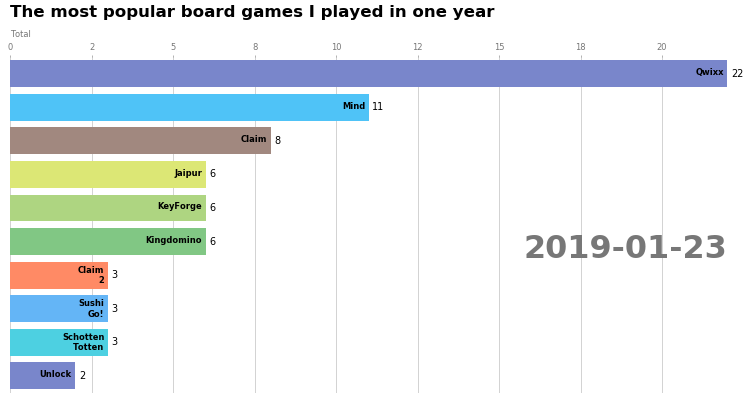 The most popular board games I played in one year
Total
0 2 5 8 10 12 15 18 20
Qwixx 22
Mind 11
Claim 8
Jaipur 6
KeyForge 6
Kingdomino 6
2019-01-23
Claim
2
3
Sushi
Go!
3
Schotten
Totten
3
Unlock 2